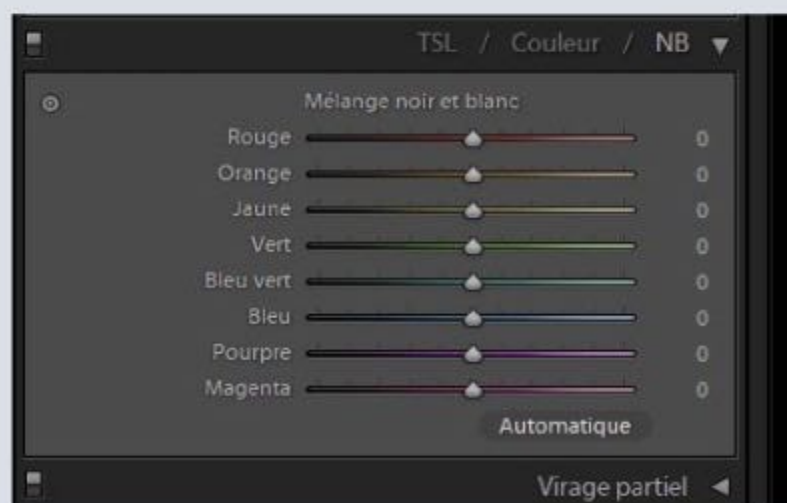 TSL / Couleur / NB
Mélange noir et blanc
Rouge 0
Orange 0
Jaune 0
Vert 0
Bleu vert 0
Bleu 0
Pourpre 0
Magenta 0
Automatique
Virage partiel